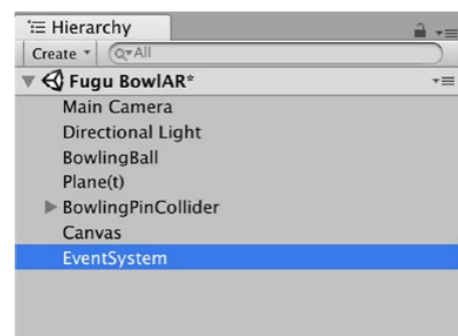 Hierarchy
Create All
Fugu BowlAR*
Main Camera
Directional Light
BowlingBall
Plane(t)
BowlingPinCollider
Canvas
EventSystem